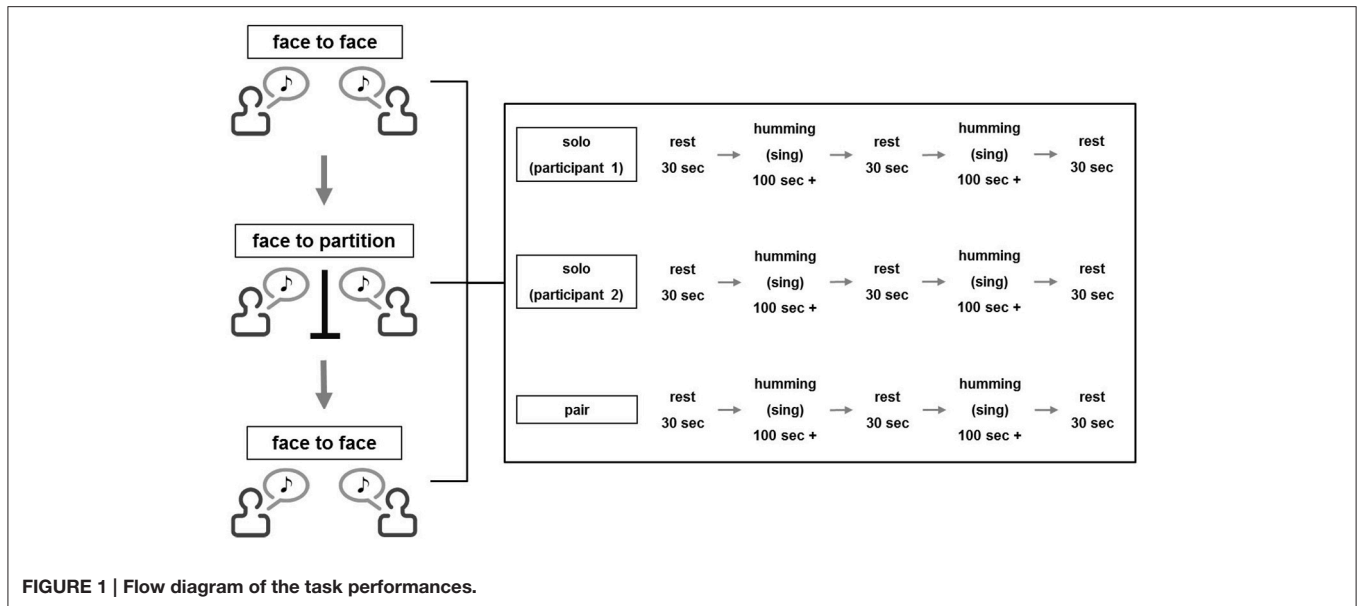 face to face
♪ ♪
face to partition
♪ ♪
face to face
♪ ♪
solo
(participant 1)
rest
30 sec
humming
(sing)
100 sec +
rest
30 sec
humming
(sing)
100 sec +
rest
30 sec
solo
(participant 2)
rest
30 sec
humming
(sing)
100 sec +
rest
30 sec
humming
(sing)
100 sec +
rest
30 sec
pair
rest
30 sec
humming
(sing)
100 sec +
rest
30 sec
humming
(sing)
100 sec +
rest
30 sec
FIGURE 1 | Flow diagram of the task performances.